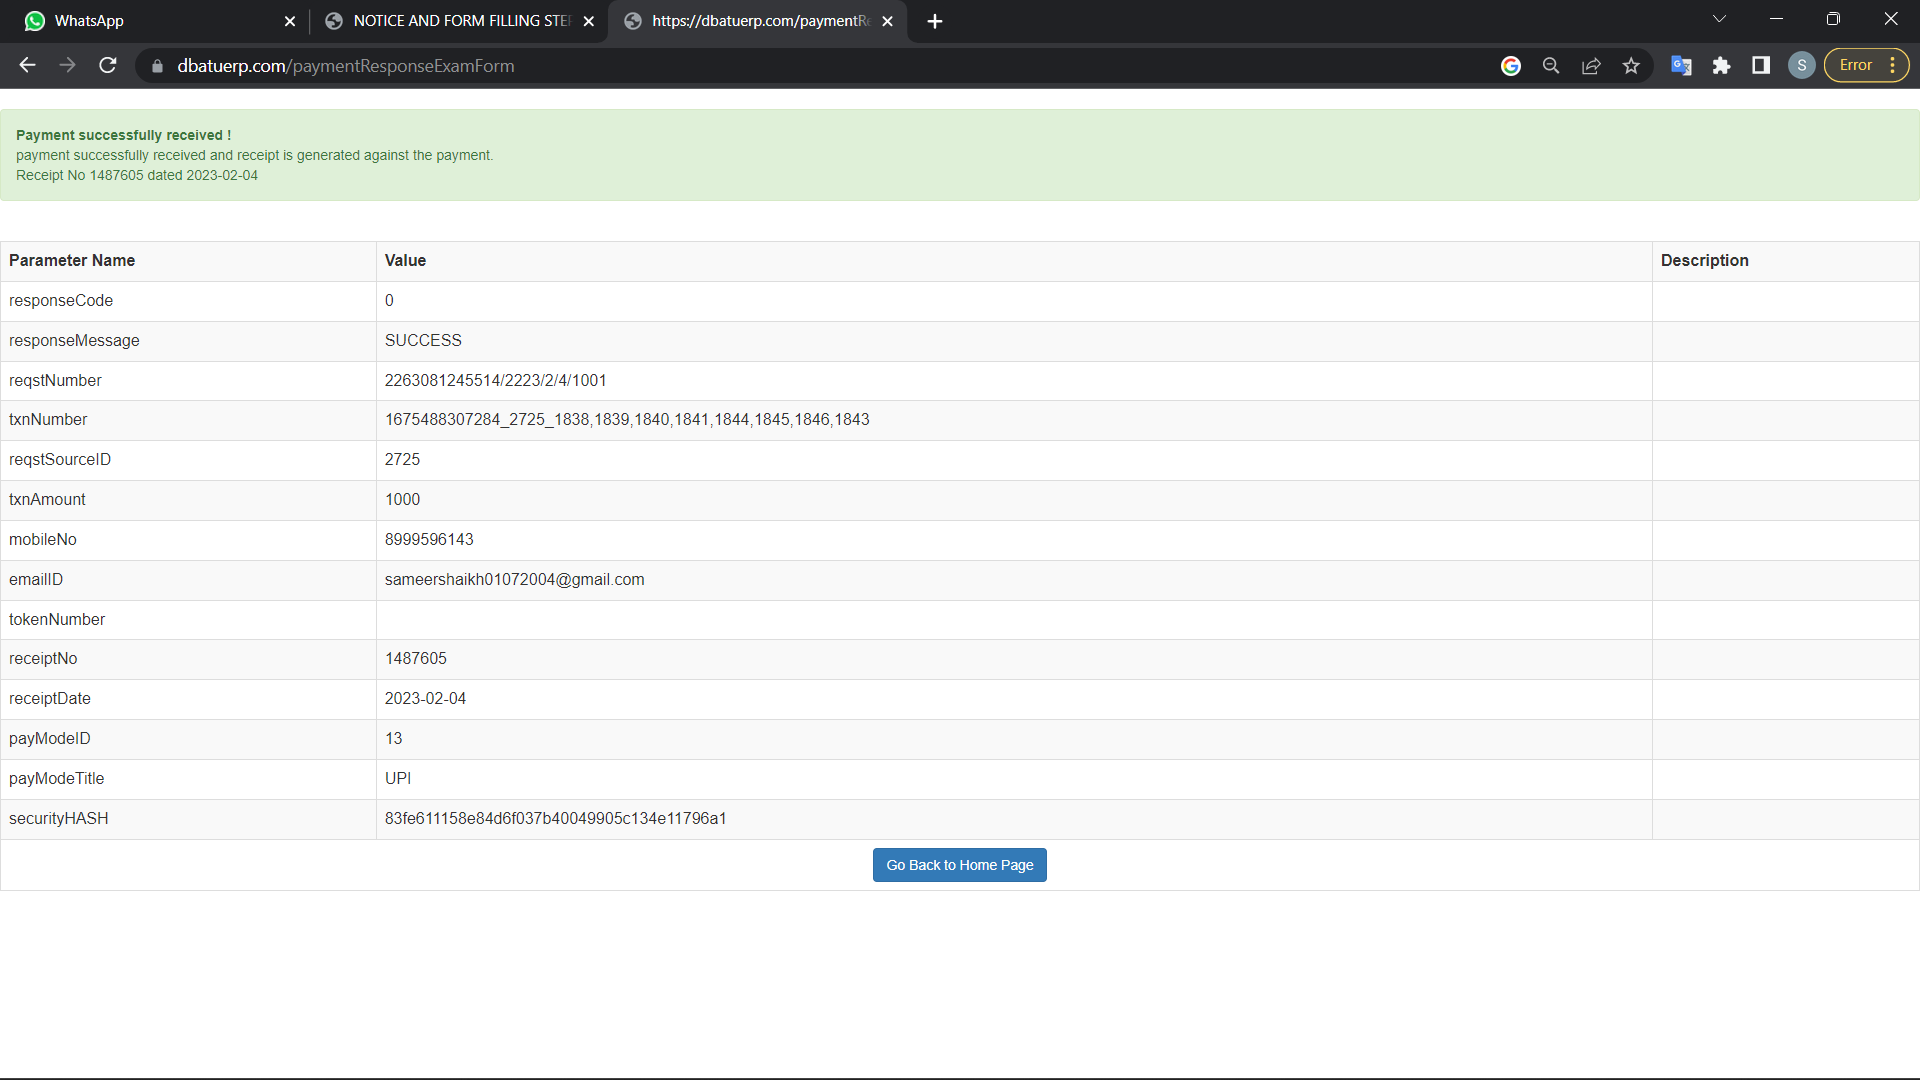 WhatsApp
NOTICE AND FORM FILLING STE
https://dbatuerp.com/paymentRe
dbatuerp.com/paymentResponseExamForm
S
Error
Payment successfully received !
payment successfully received and receipt is generated against the payment.
Receipt No 1487605 dated 2023-02-04
Parameter Name Value Description
responseCode 0
responseMessage SUCCESS
reqstNumber 2263081245514/2223/2/4/1001
txnNumber 1675488307284_2725_1838,1839,1840,1841,1844,1845,1846,1843
reqstSourceID 2725
txnAmount 1000
mobileNo 8999596143
emailID sameershaikh01072004@gmail.com
tokenNumber
receiptNo 1487605
receiptDate 2023-02-04
payModeID 13
payModeTitle UPI
securityHASH 83fe611158e84d6f037b40049905c134e11796a1
Go Back to Home Page